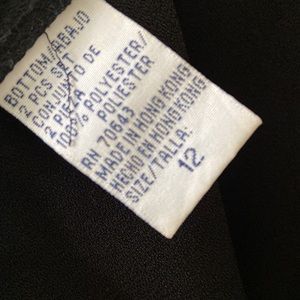 BOTTOM/ABAJO
2 PCS SET
CONJUNTO DE
2 PIEZA
100% POLYESTER/
POLIESTER
RN 70643
MADE IN HONG KONG
HECHO EN HONG KONG
SIZE/TALLA:
12